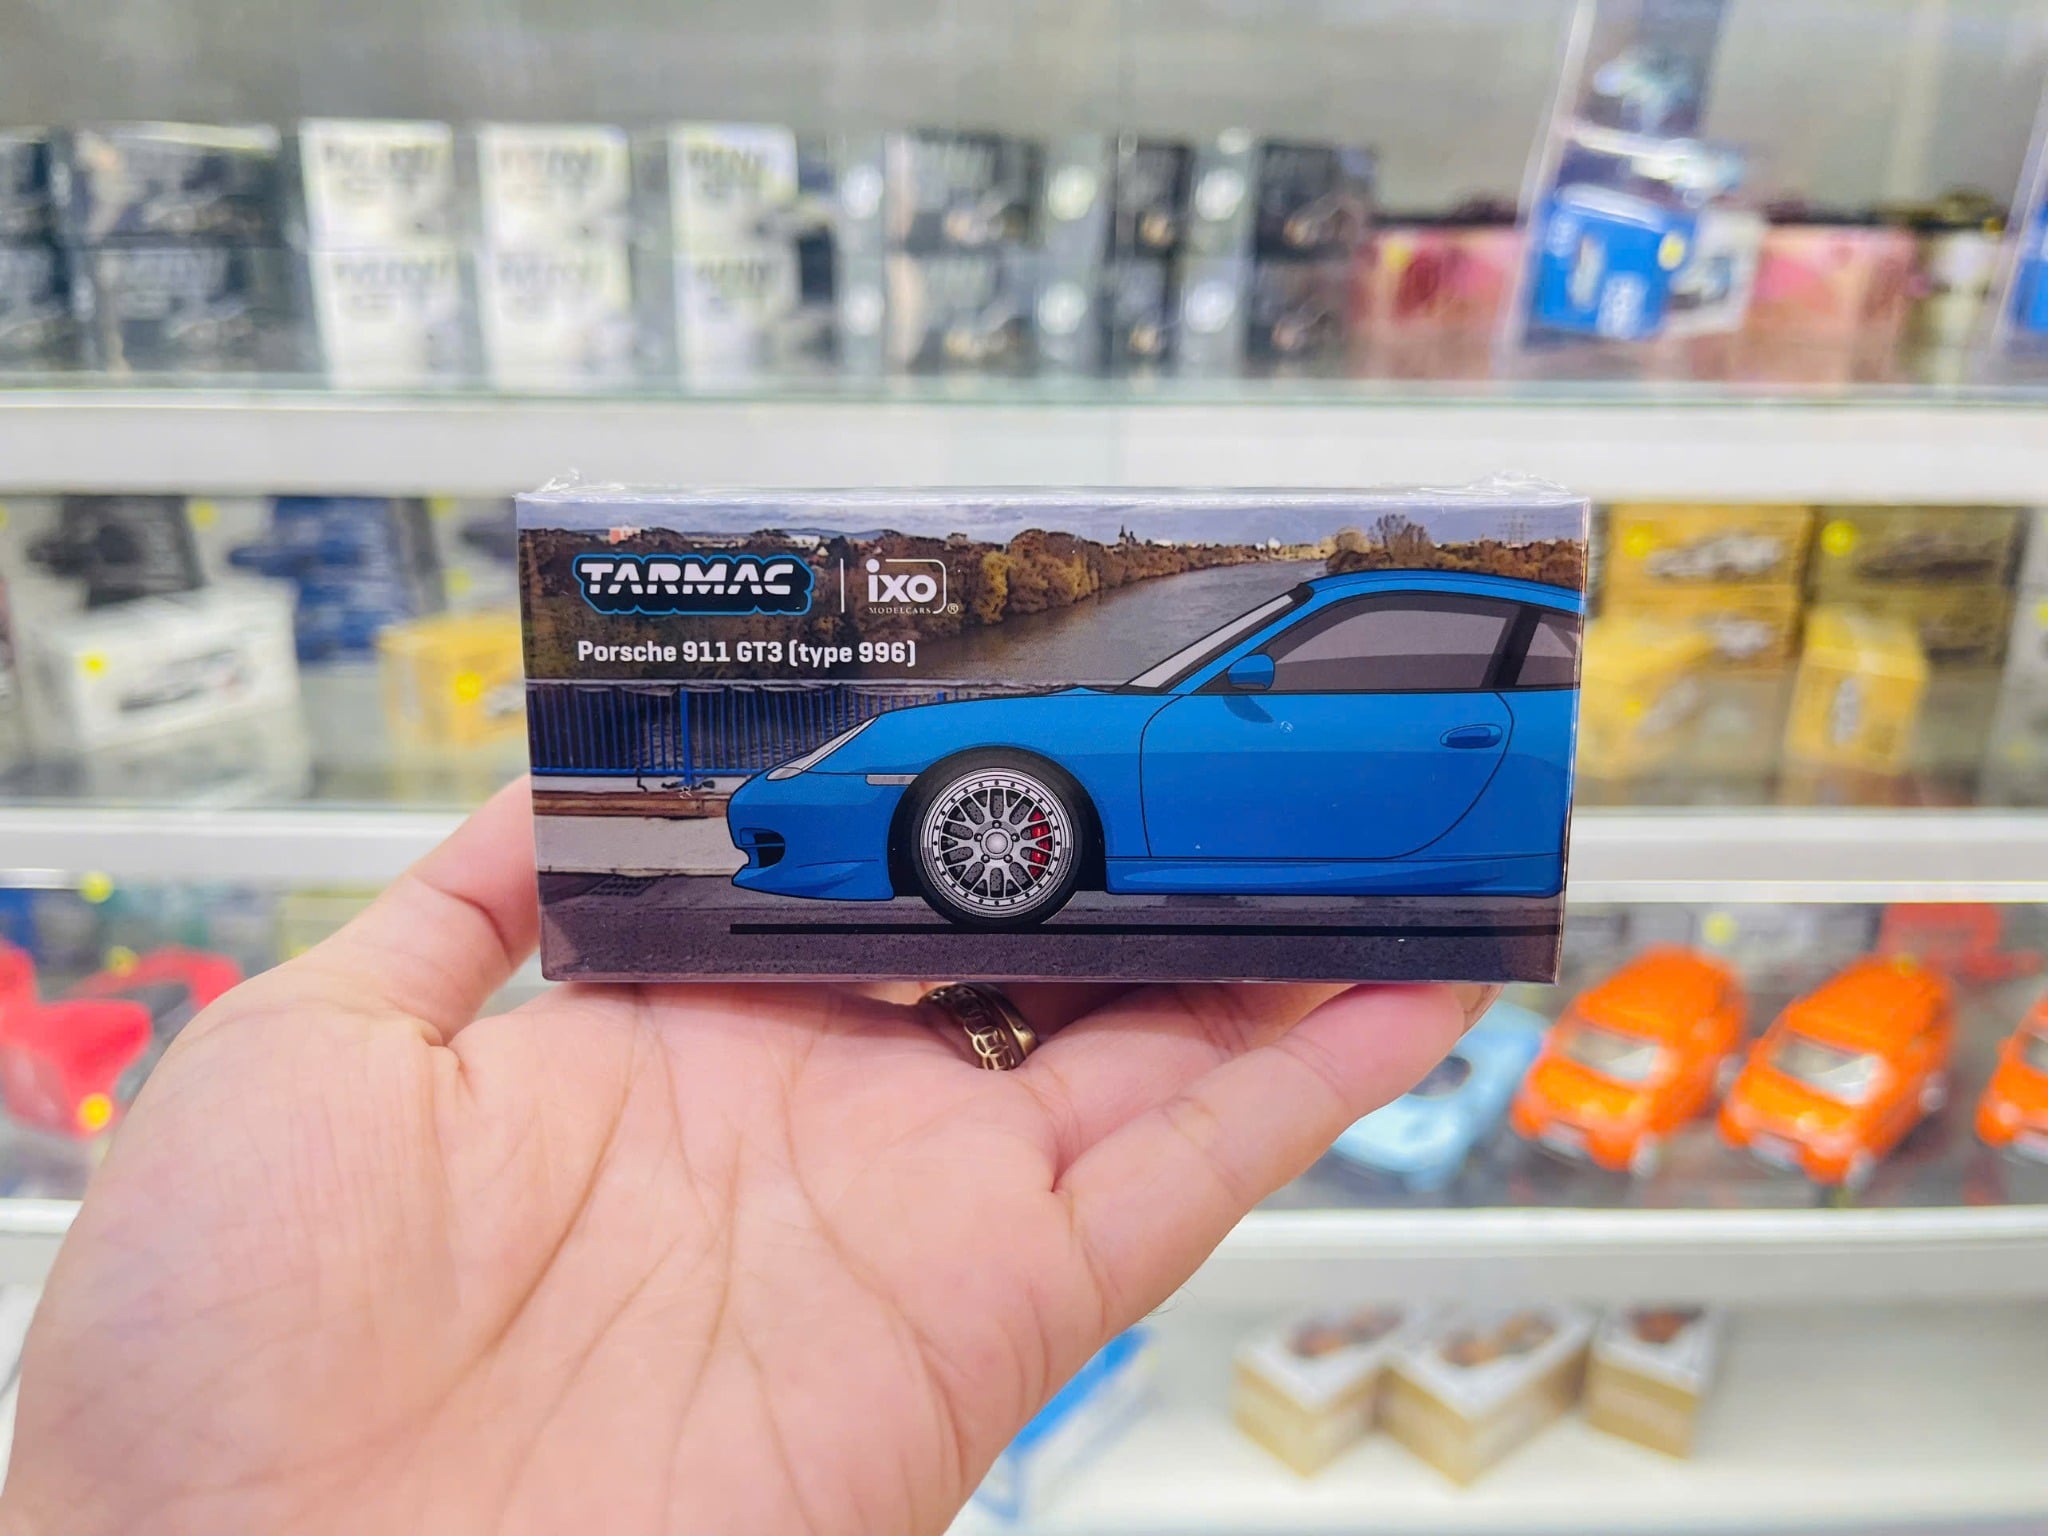 TARMAC
ixo
MODELCARS ®
Porsche 911 GT3 (type 996)